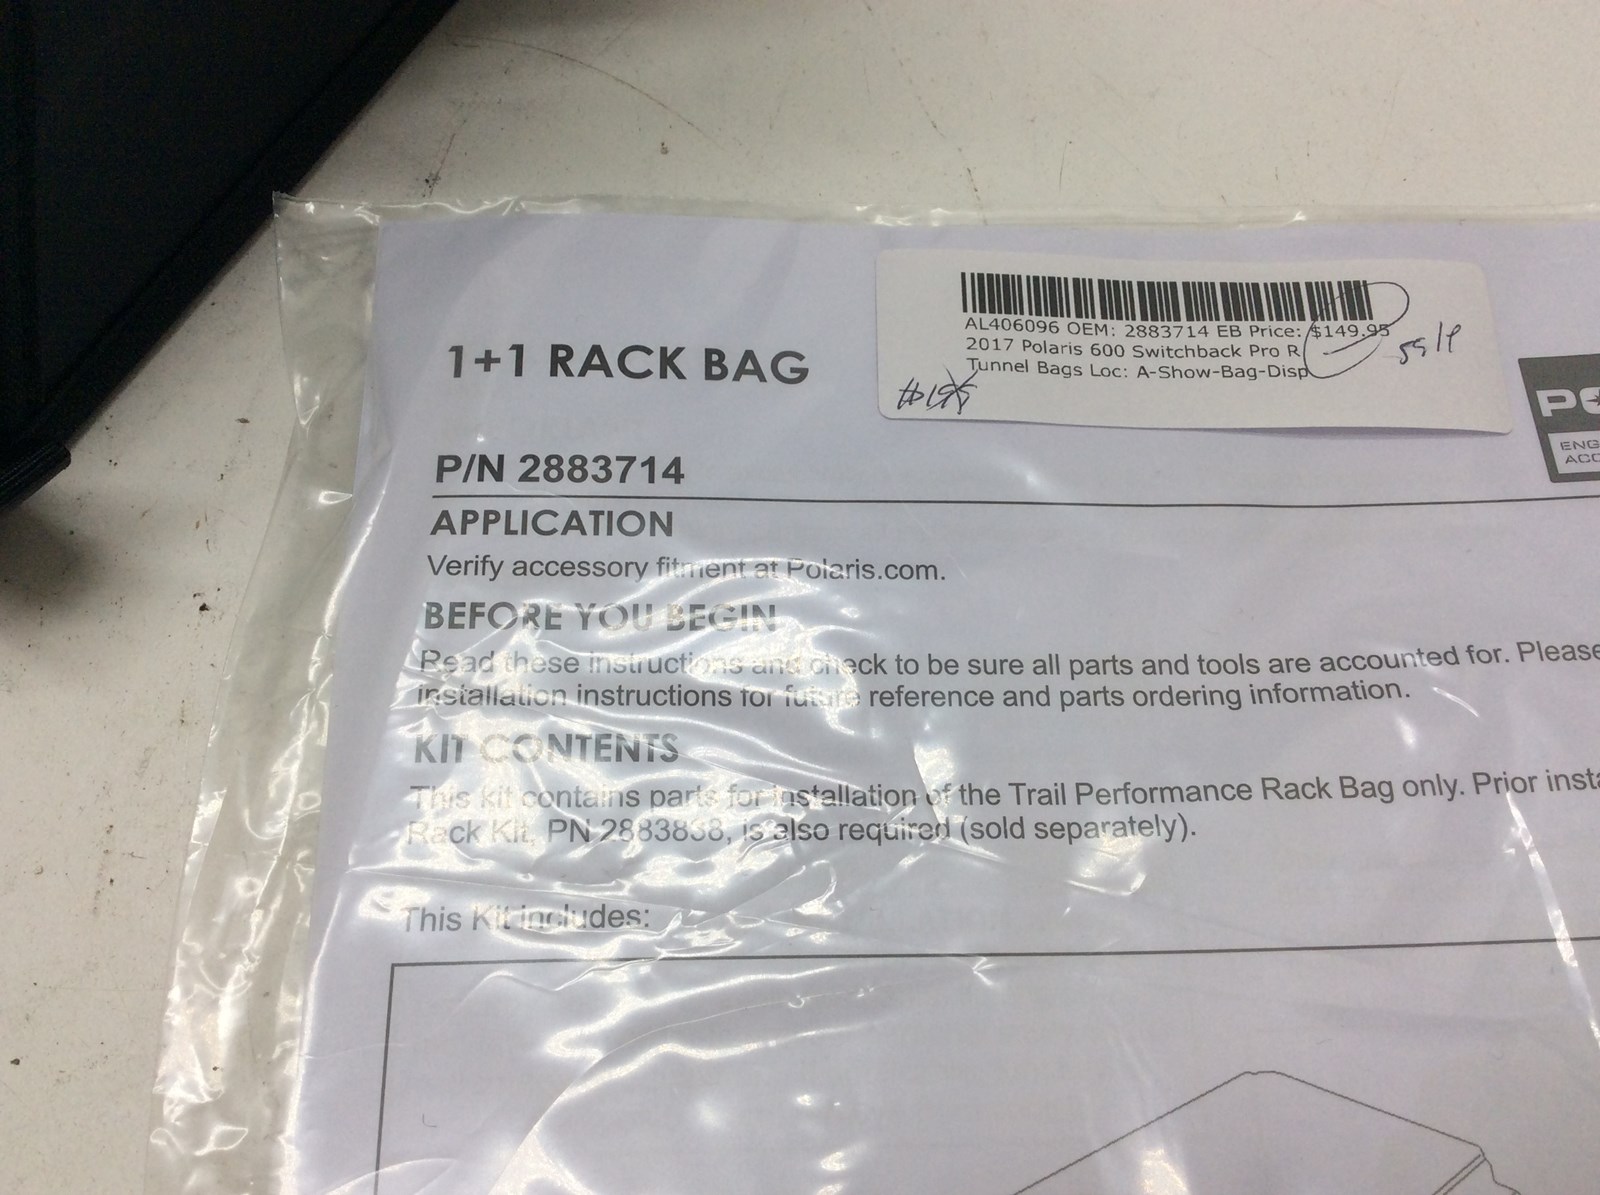 AL406096 OEM: 2883714 EB Price: $149.95
2017 Polaris 600 Switchback Pro R
Tunnel Bags Loc: A-Show-Bag-Disp
1+1 RACK BAG
P/N 2883714
APPLICATION
Verify accessory fitment at Polaris.com.
BEFORE YOU BEGIN
Read these instructions and check to be sure all parts and tools are accounted for. Please
installation instructions for future reference and parts ordering information.
KIT CONTENTS
This kit contains parts for installation of the Trail Performance Rack Bag only. Prior insta
Rack Kit, PN 2883838, is also required (sold separately).
This Kit includes:
PO
ENG
ACC